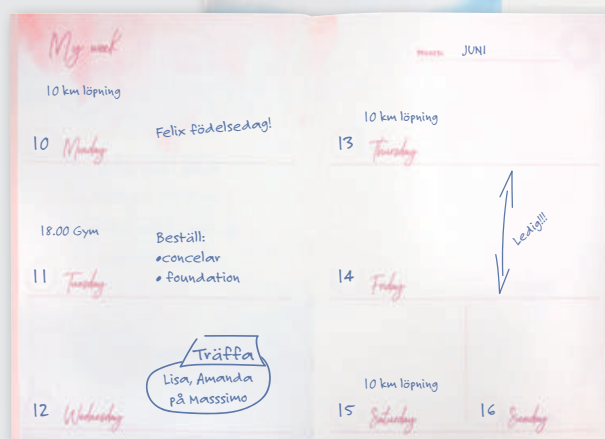 My week
10 km löpning
10 Monday
Felix födelsedag!
18.00 Gym
11 Tuesday
Beställ:
•concelar
• foundation
12 Wednesday
Träffa
Lisa, Amanda
på Masssimo
JUNI
10 km löpning
13 Thursday
14 Friday
Ledig!!!
10 km löpning
15 Saturday
16 Sunday